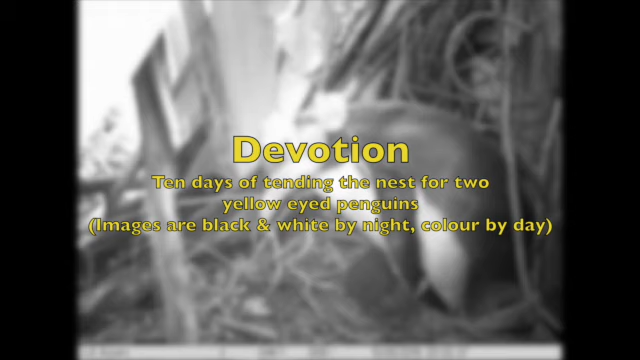 Devotion
Ten days of tending the nest for two
yellow eyed penguins
(Images are black & white by night, colour by day)